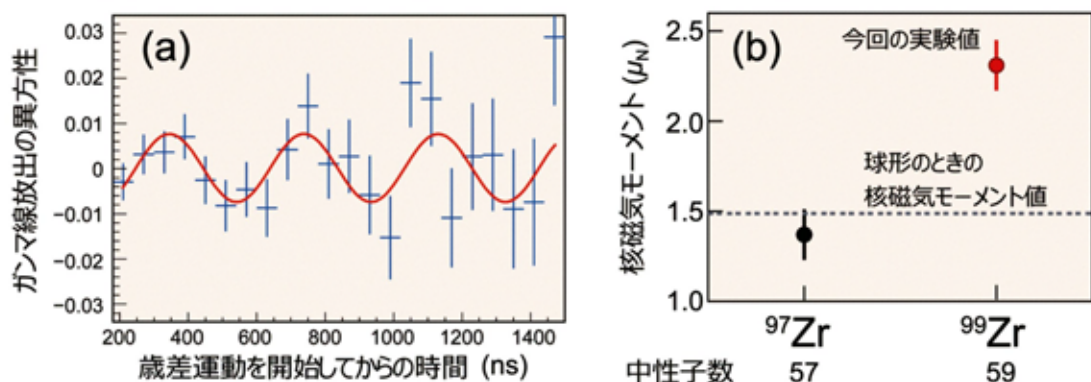 (a)
ガンマ線放出の異方性
0.03
0.02
0.01
0
−0.01
−0.02
−0.03
200 400 600 800 1000 1200 1400
歳差運動を開始してからの時間 (ns)
(b)
核磁気モーメント (μN)
2.5
2.0
1.5
1.0
今回の実験値
球形のときの
核磁気モーメント値
97Zr 99Zr
中性子数 57 59